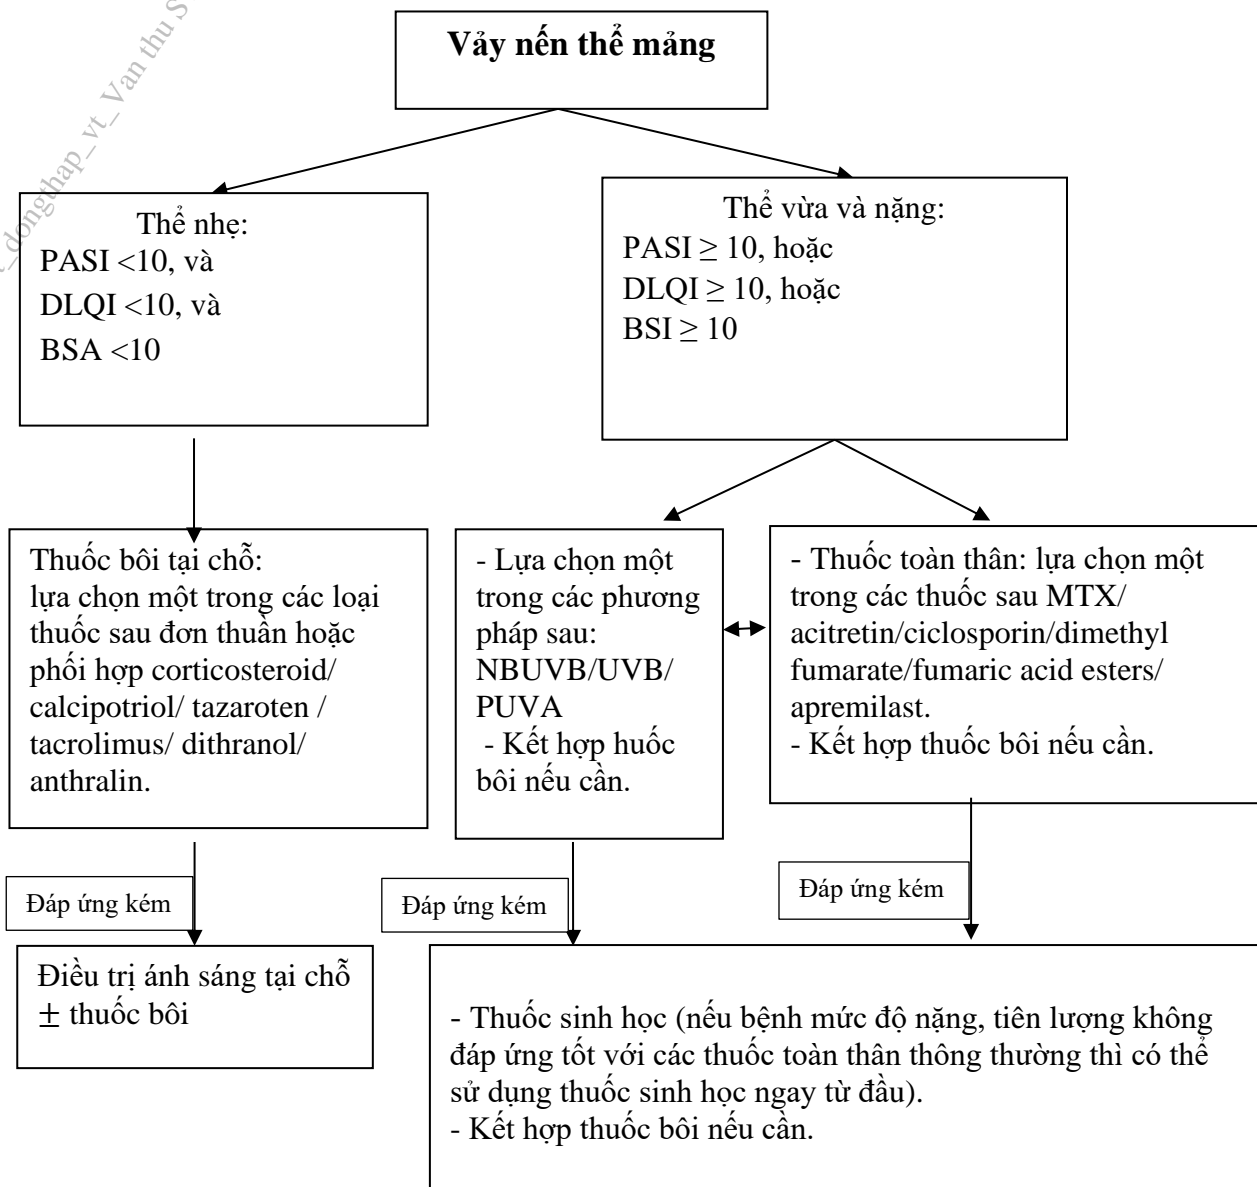 dongthap_vt_Van thu S
Vảy nến thể mảng
Thể nhẹ:
PASI <10, và
DLQI <10, và
BSA <10
Thể vừa và nặng:
PASI ≥ 10, hoặc
DLQI ≥ 10, hoặc
BSI ≥ 10
Thuốc bôi tại chỗ:
lựa chọn một trong các loại
thuốc sau đơn thuần hoặc
phối hợp corticosteroid/
calcipotriol/ tazaroten /
tacrolimus/ dithranol/
anthralin.
- Lựa chọn một
trong các phương
pháp sau:
NBUVB/UVB/
PUVA
- Kết hợp huốc
bôi nếu cần.
- Thuốc toàn thân: lựa chọn một
trong các thuốc sau MTX/
acitretin/ciclosporin/dimethyl
fumarate/fumaric acid esters/
apremilast.
- Kết hợp thuốc bôi nếu cần.
Đáp ứng kém
Đáp ứng kém
Đáp ứng kém
Điều trị ánh sáng tại chỗ
± thuốc bôi
- Thuốc sinh học (nếu bệnh mức độ nặng, tiên lượng không
đáp ứng tốt với các thuốc toàn thân thông thường thì có thể
sử dụng thuốc sinh học ngay từ đầu).
- Kết hợp thuốc bôi nếu cần.